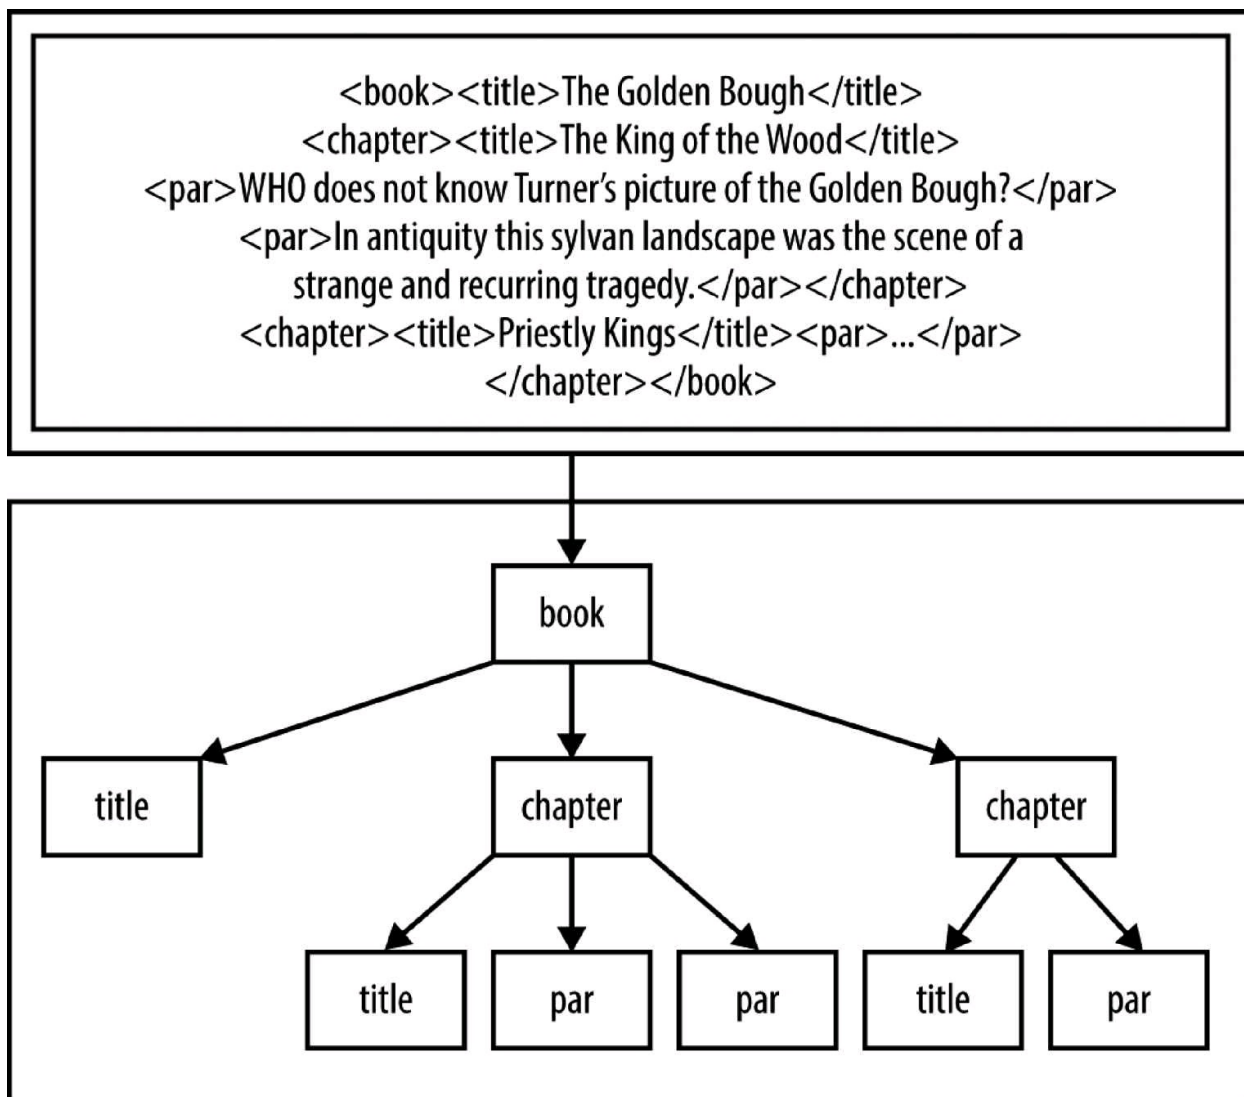 <book><title>The Golden Bough</title>
<chapter><title>The King of the Wood</title>
<par>WHO does not know Turner’s picture of the Golden Bough?</par>
<par>In antiquity this sylvan landscape was the scene of a
strange and recurring tragedy.</par></chapter>
<chapter><title>Priestly Kings</title><par>...</par>
</chapter></book>
book
title
chapter
chapter
title
par
par
title
par